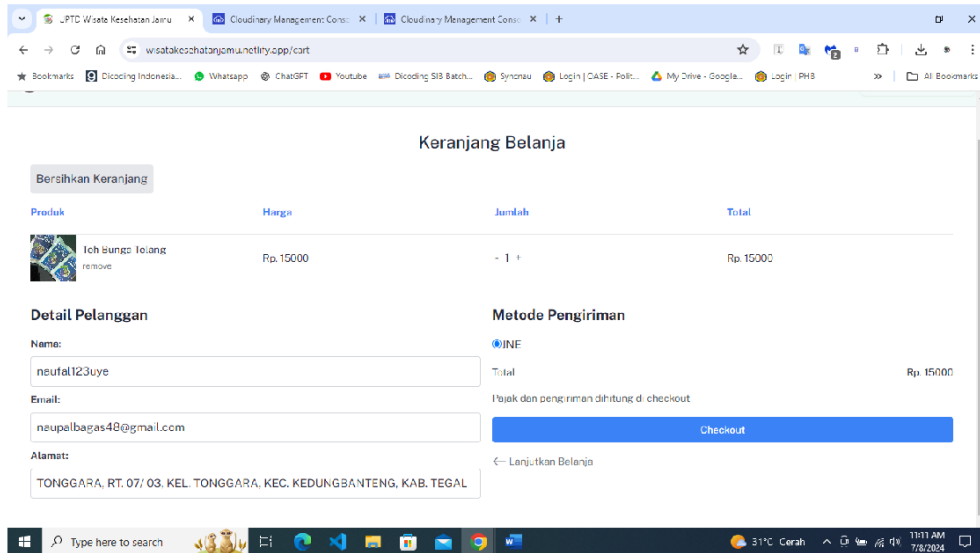 UPTD Wisata Kesehatan Jamu
Cloudinary Management Conso
Cloudinary Management Conso
wisatakesehatanjamu.netlify.app/cart
Bookmarks
Dicoding Indonesia...
Whatsapp
ChatGPT
Youtube
Dicoding SIB Batch...
Syncnau
Login | OASE - Polit...
My Drive - Google...
Login | PHB
All Bookmarks
Keranjang Belanja
Bersihkan Keranjang
Produk Harga Jumlah Total
Teh Bunga Telang
remove
Rp. 15000 - 1 + Rp. 15000
Detail Pelanggan
Nama:
naufal123uye
Email:
naupalbagas48@gmail.com
Alamat:
TONGGARA, RT. 07/ 03, KEL. TONGGARA, KEC. KEDUNGBANTENG, KAB. TEGAL
Metode Pengiriman
JNE
Total Rp. 15000
Pajak dan pengiriman dihitung di checkout
Checkout
← Lanjutkan Belanja
Type here to search
31°C Cerah
11:11 AM
7/8/2024